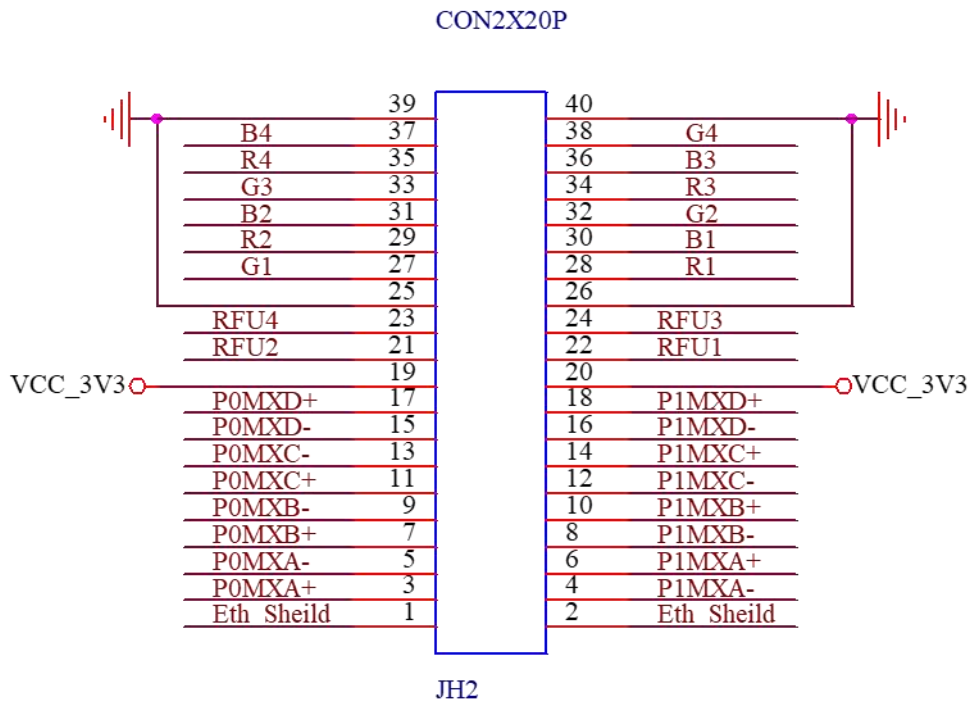 CON2X20P
39 40
B4 37 38 G4
R4 35 36 B3
G3 33 34 R3
B2 31 32 G2
R2 29 30 B1
G1 27 28 R1
25 26
RFU4 23 24 RFU3
RFU2 21 22 RFU1
VCC_3V3 19 20 VCC_3V3
P0MXD+ 17 18 P1MXD+
P0MXD- 15 16 P1MXD-
P0MXC- 13 14 P1MXC+
P0MXC+ 11 12 P1MXC-
P0MXB- 9 10 P1MXB+
P0MXB+ 7 8 P1MXB-
P0MXA- 5 6 P1MXA+
P0MXA+ 3 4 P1MXA-
Eth_Sheild 1 2 Eth_Sheild
JH2